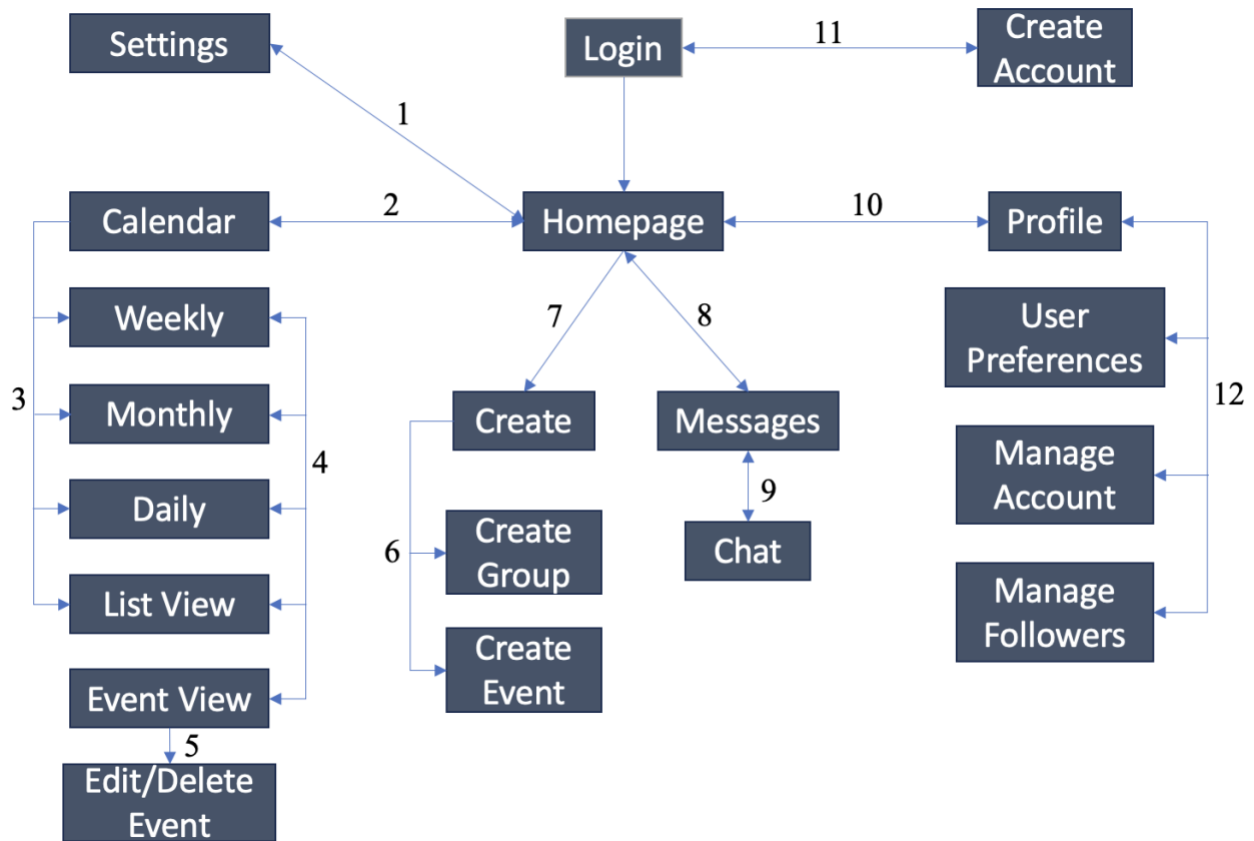 Settings
Login
11
Create
Account
1
Calendar
2
Homepage
10
Profile
Weekly
7
8
User
Preferences
3
Monthly
Create
Messages
12
4
Manage
Account
Daily
9
6
Create
Group
Chat
List View
Manage
Followers
Event View
Create
Event
5
Edit/Delete
Event